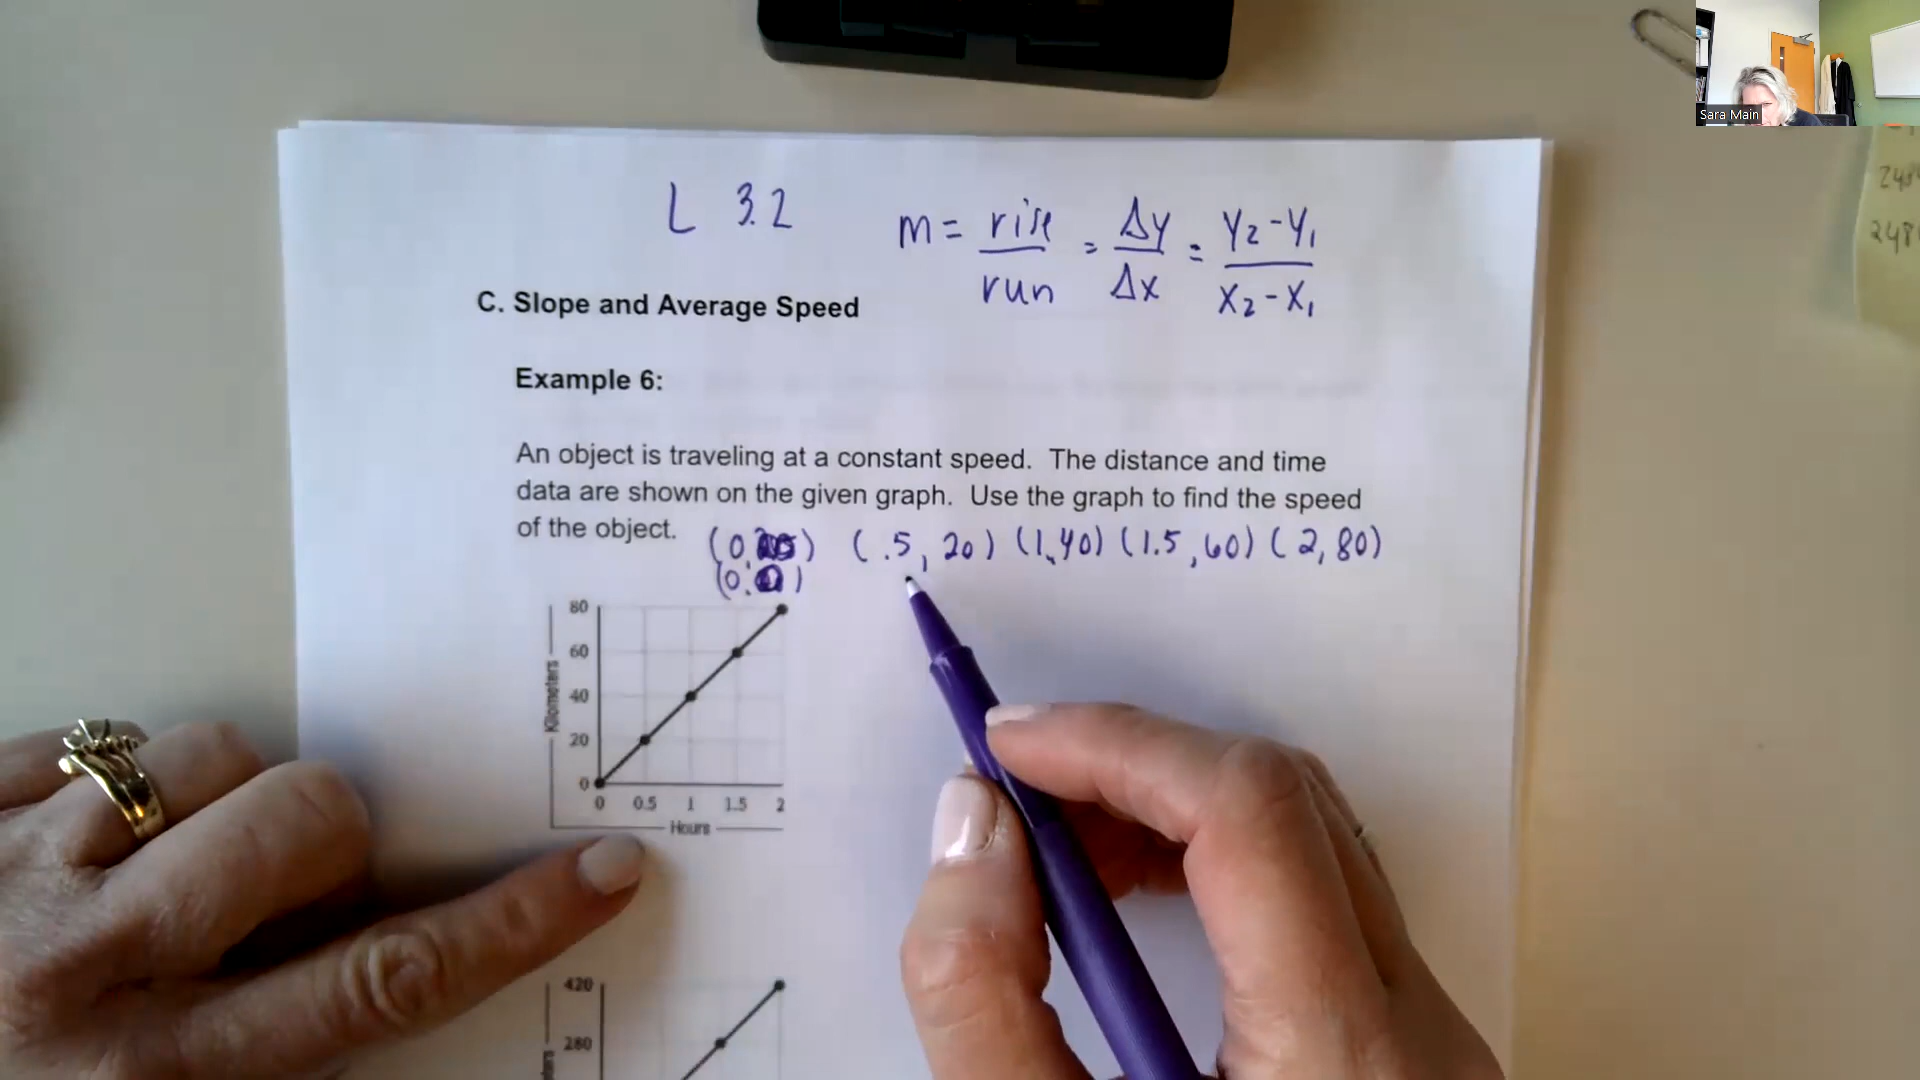 Sara Main
L 3.2
m = rise / run = Δy / Δx = Y2 - Y1 / X2 - X1
C. Slope and Average Speed
Example 6:
An object is traveling at a constant speed. The distance and time
data are shown on the given graph. Use the graph to find the speed
of the object.
(.5, 20) (1, 40) (1.5, 60) (2, 80)
80
60
40
20
0
Kilometers
0 0.5 1 1.5 2
Hours
420
280
248